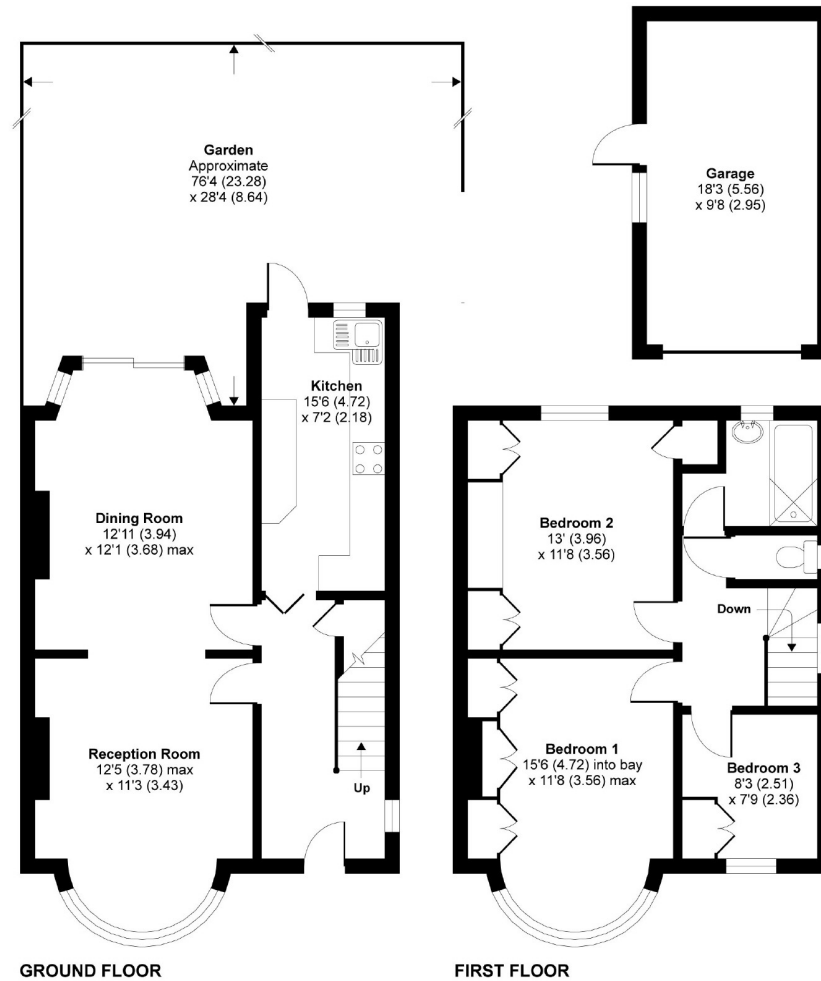 Garden
Approximate
76'4 (23.28)
x 28'4 (8.64)
Garage
18'3 (5.56)
x 9'8 (2.95)
Kitchen
15'6 (4.72)
x 7'2 (2.18)
Dining Room
12'11 (3.94)
x 12'1 (3.68) max
Reception Room
12'5 (3.78) max
x 11'3 (3.43)
Up
GROUND FLOOR
Bedroom 2
13' (3.96)
x 11'8 (3.56)
Down
Bedroom 1
15'6 (4.72) into bay
x 11'8 (3.56) max
Bedroom 3
8'3 (2.51)
x 7'9 (2.36)
FIRST FLOOR